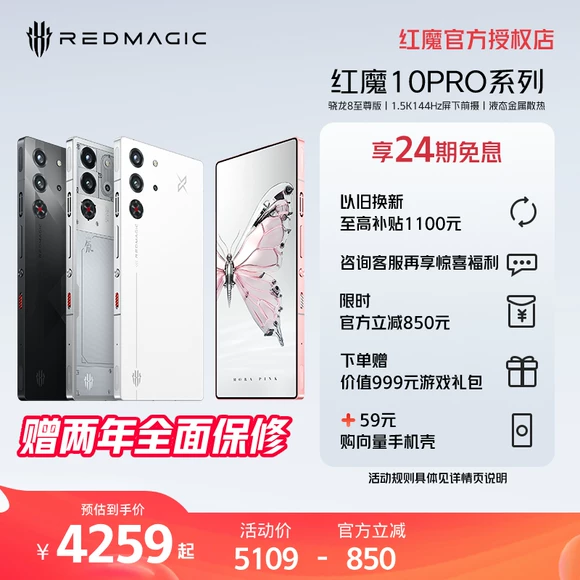 REDMAGIC
红魔官方授权店
红魔10PRO系列
骁龙8至尊版丨1.5K144Hz屏下前摄丨液态金属散热
享24期免息
以旧换新
至高补贴1100元
咨询客服再享惊喜福利
限时
官方立减850元
下单赠
价值999元游戏礼包
+59元
购向量手机壳
活动规则具体见详情页说明
REDMAGIC
BORN PINK
赠两年全面保修
预估到手价
¥4259起
活动价
5109
-
官方立减
850